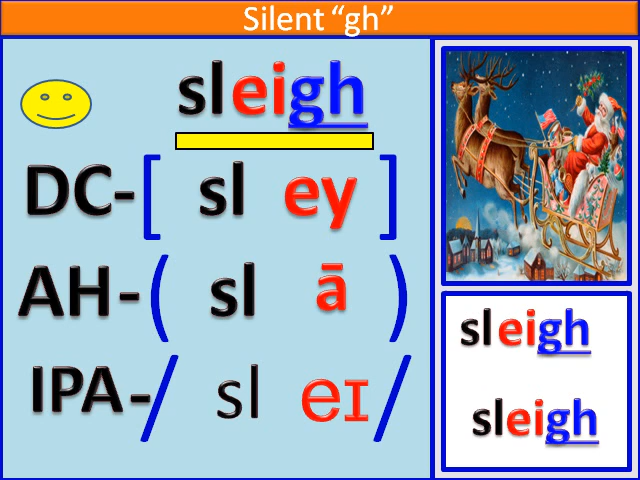 Silent “gh”
sleigh
DC-[ sl ey ]
AH-( sl ā )
IPA-/ sl eɪ /
sleigh
sleigh